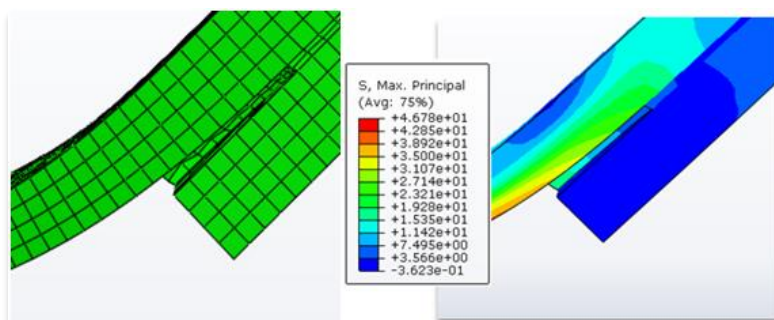 S, Max. Principal
(Avg: 75%)
+4.678e+01
+4.285e+01
+3.892e+01
+3.500e+01
+3.107e+01
+2.714e+01
+2.321e+01
+1.928e+01
+1.535e+01
+1.142e+01
+7.495e+00
+3.566e+00
-3.623e-01